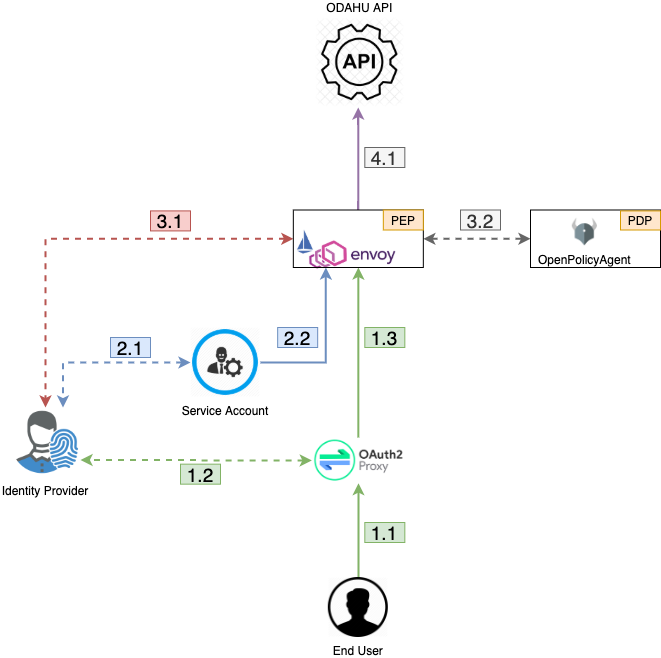 ODAHU API
API
4.1
3.1
PEP
3.2
PDP
envoy
OpenPolicyAgent
2.1
2.2
1.3
Service Account
OAuth2
Proxy
1.2
Identity Provider
1.1
End User